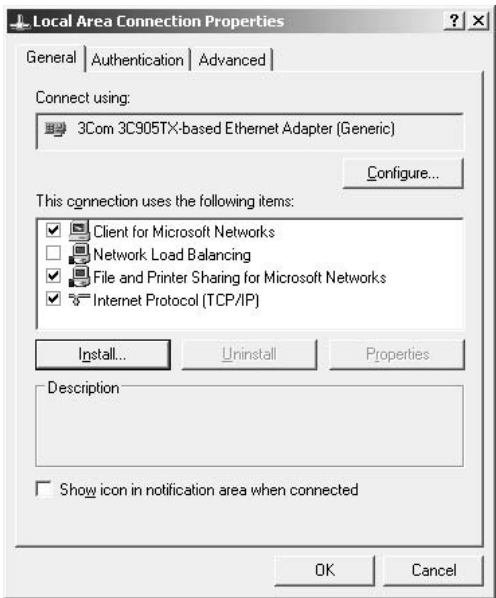 Local Area Connection Properties
General Authentication Advanced
Connect using:
3Com 3C905TX-based Ethernet Adapter (Generic)
Configure...
This connection uses the following items:
Client for Microsoft Networks
Network Load Balancing
File and Printer Sharing for Microsoft Networks
Internet Protocol (TCP/IP)
Install... Uninstall Properties
Description
Show icon in notification area when connected
OK Cancel